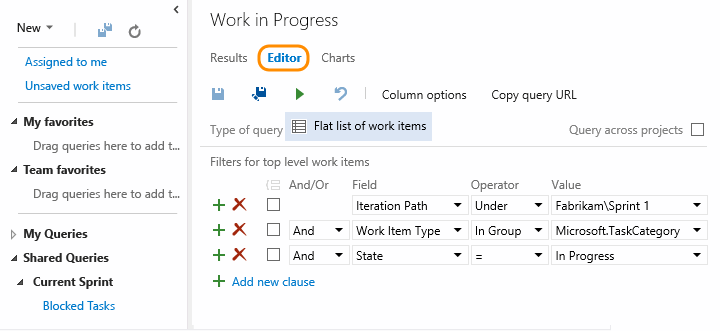 New
Assigned to me
Unsaved work items
My favorites
Drag queries here to add t...
Team favorites
Drag queries here to add t...
My Queries
Shared Queries
Current Sprint
Blocked Tasks
Work in Progress
Results Editor Charts
Column options Copy query URL
Type of query Flat list of work items Query across projects
Filters for top level work items
And/Or Field Operator Value
Iteration Path Under Fabrikam\Sprint 1
And Work Item Type In Group Microsoft.TaskCategory
And State = In Progress
Add new clause